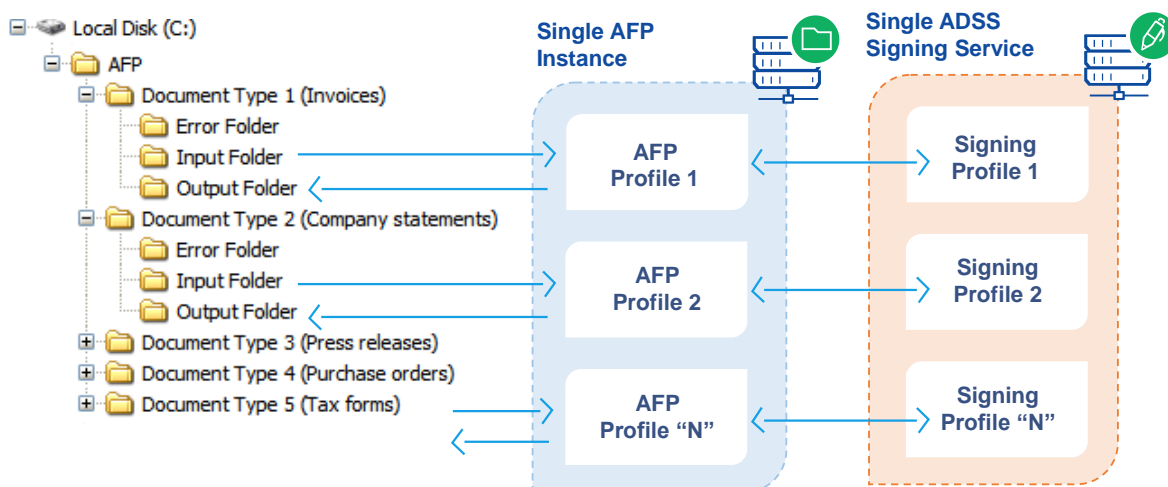 Local Disk (C:)
AFP
Document Type 1 (Invoices)
Error Folder
Input Folder
Output Folder
Document Type 2 (Company statements)
Error Folder
Input Folder
Output Folder
Document Type 3 (Press releases)
Document Type 4 (Purchase orders)
Document Type 5 (Tax forms)
Single AFP
Instance
AFP
Profile 1
AFP
Profile 2
AFP
Profile “N”
Single ADSS
Signing Service
Signing
Profile 1
Signing
Profile 2
Signing
Profile “N”